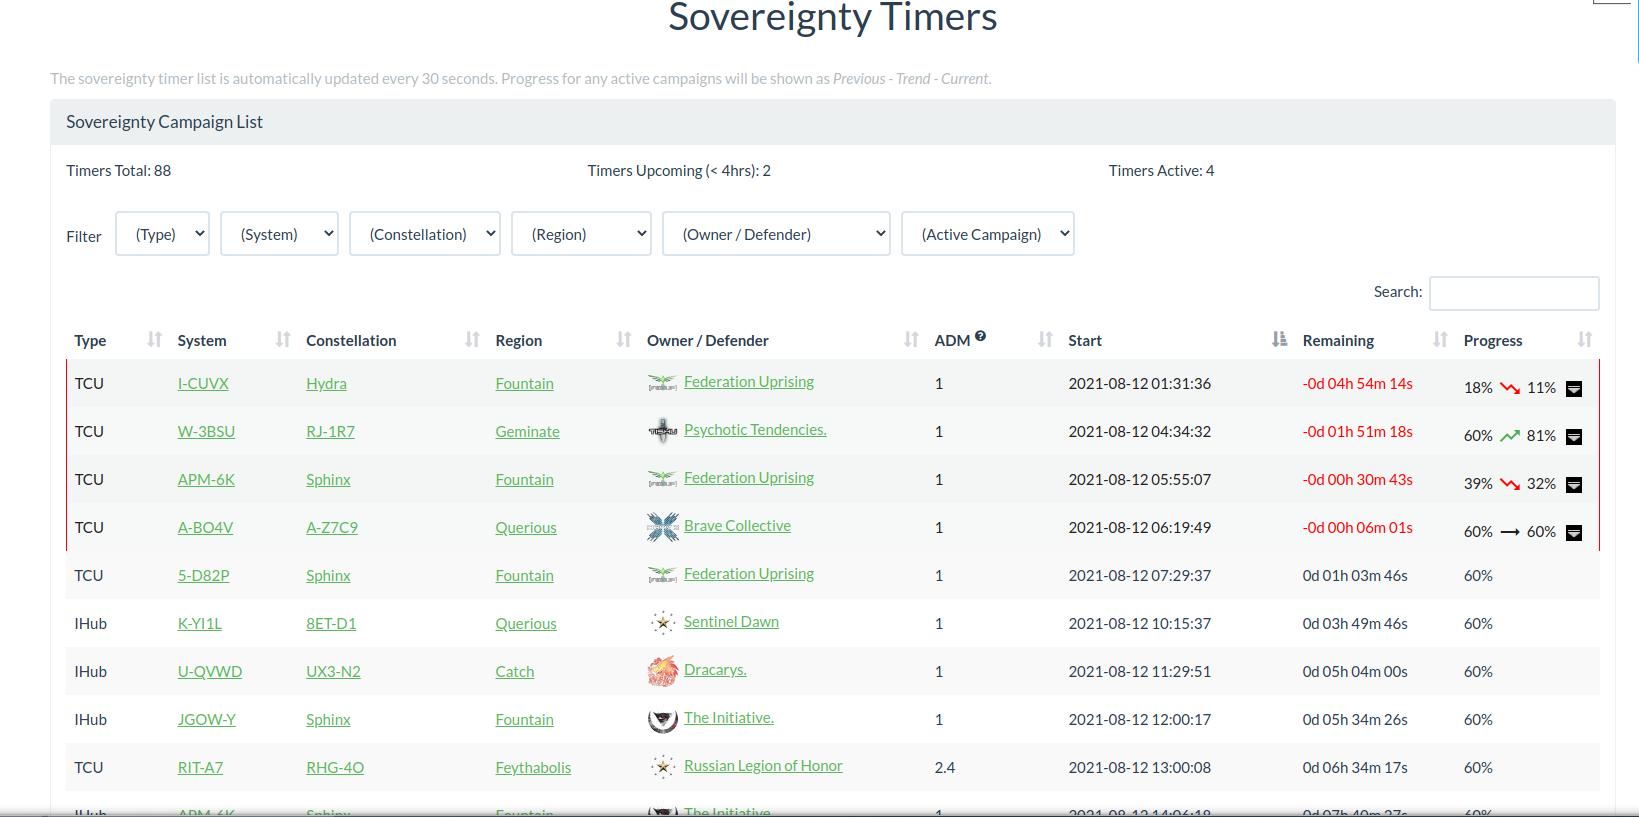 Sovereignty Timers
The sovereignty timer list is automatically updated every 30 seconds. Progress for any active campaigns will be shown as Previous - Trend - Current.
Sovereignty Campaign List
Timers Total: 88 Timers Upcoming (< 4hrs): 2 Timers Active: 4
Filter (Type) (System) (Constellation) (Region) (Owner / Defender) (Active Campaign)
Search:
Type System Constellation Region Owner / Defender ADM ? Start Remaining Progress
TCU I-CUVX Hydra Fountain Federation Uprising 1 2021-08-12 01:31:36 -0d 04h 54m 14s 18% 11%
TCU W-3BSU RJ-1R7 Geminate Psychotic Tendencies. 1 2021-08-12 04:34:32 -0d 01h 51m 18s 60% 81%
TCU APM-6K Sphinx Fountain Federation Uprising 1 2021-08-12 05:55:07 -0d 00h 30m 43s 39% 32%
TCU A-BO4V A-Z7C9 Querious Brave Collective 1 2021-08-12 06:19:49 -0d 00h 06m 01s 60% 60%
TCU 5-D82P Sphinx Fountain Federation Uprising 1 2021-08-12 07:29:37 0d 01h 03m 46s 60%
IHub K-YI1L 8ET-D1 Querious Sentinel Dawn 1 2021-08-12 10:15:37 0d 03h 49m 46s 60%
IHub U-QVWD UX3-N2 Catch Dracarys. 1 2021-08-12 11:29:51 0d 05h 04m 00s 60%
IHub JGOW-Y Sphinx Fountain The Initiative. 1 2021-08-12 12:00:17 0d 05h 34m 26s 60%
TCU RIT-A7 RHG-4O Feythabolis Russian Legion of Honor 2.4 2021-08-12 13:00:08 0d 06h 34m 17s 60%
IHub APM-6K Sphinx Fountain The Initiative. 1 2021-08-12 60%